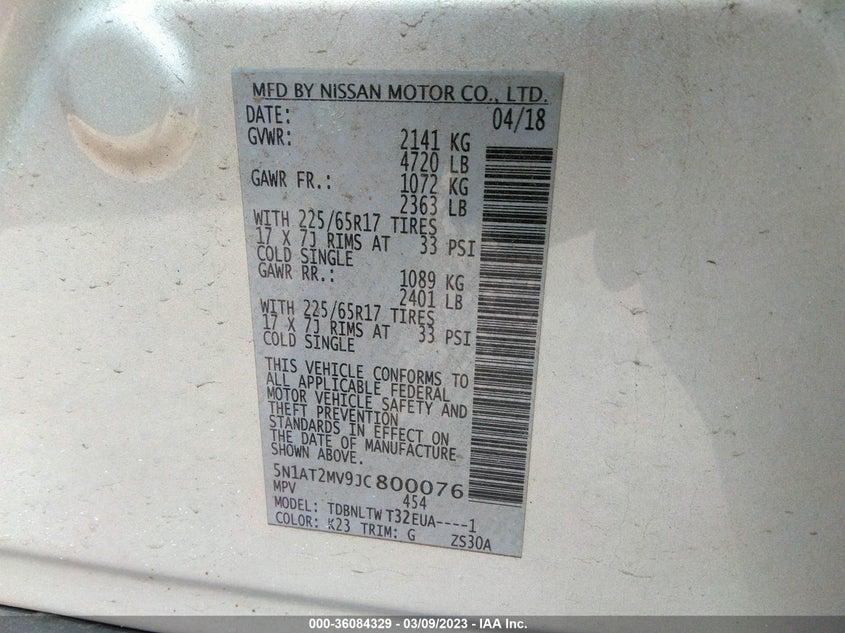 MFD BY NISSAN MOTOR CO., LTD.
DATE: 04/18
GVWR: 2141 KG
4720 LB
GAWR FR.: 1072 KG
2363 LB
WITH 225/65R17 TIRES
17 X 7J RIMS AT 33 PSI
COLD SINGLE
GAWR RR.: 1089 KG
2401 LB
WITH 225/65R17 TIRES
17 X 7J RIMS AT 33 PSI
COLD SINGLE
THIS VEHICLE CONFORMS TO
ALL APPLICABLE FEDERAL
MOTOR VEHICLE SAFETY AND
THEFT PREVENTION
STANDARDS IN EFFECT ON
THE DATE OF MANUFACTURE
SHOWN ABOVE.
5N1AT2MV9JC800076
MPV 454
MODEL: TDBNLTW T32EUA----1
COLOR: K23 TRIM: G ZS30A
000-36084329 - 03/09/2023 - IAA Inc.